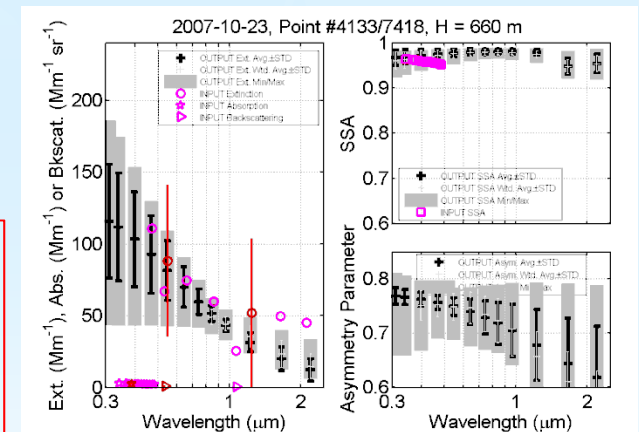 2007-10-23, Point #4133/7418, H = 660 m
Ext. (Mm⁻¹), Abs. (Mm⁻¹) or Bkscat. (Mm⁻¹ sr¹)
200
150
100
50
0
0.3
1
2
Wavelength (μm)
OUTPUT Ext. Avg.±STD
OUTPUT Ext. Wtd. Avg.±STD
OUTPUT Ext. Min/Max
INPUT Extinction
INPUT Absorption
INPUT Backscattering
SSA
1
0.9
0.8
0.7
0.6
0.3
1
2
OUTPUT SSA Avg.±STD
OUTPUT SSA Wtd. Avg.±STD
OUTPUT SSA Min/Max
INPUT SSA
Asymmetry Parameter
0.8
0.7
0.6
0.3
1
2
Wavelength (μm)
OUTPUT Asym. Avg.±STD
OUTPUT Asym. Wtd. Avg.±STD
Min/Max